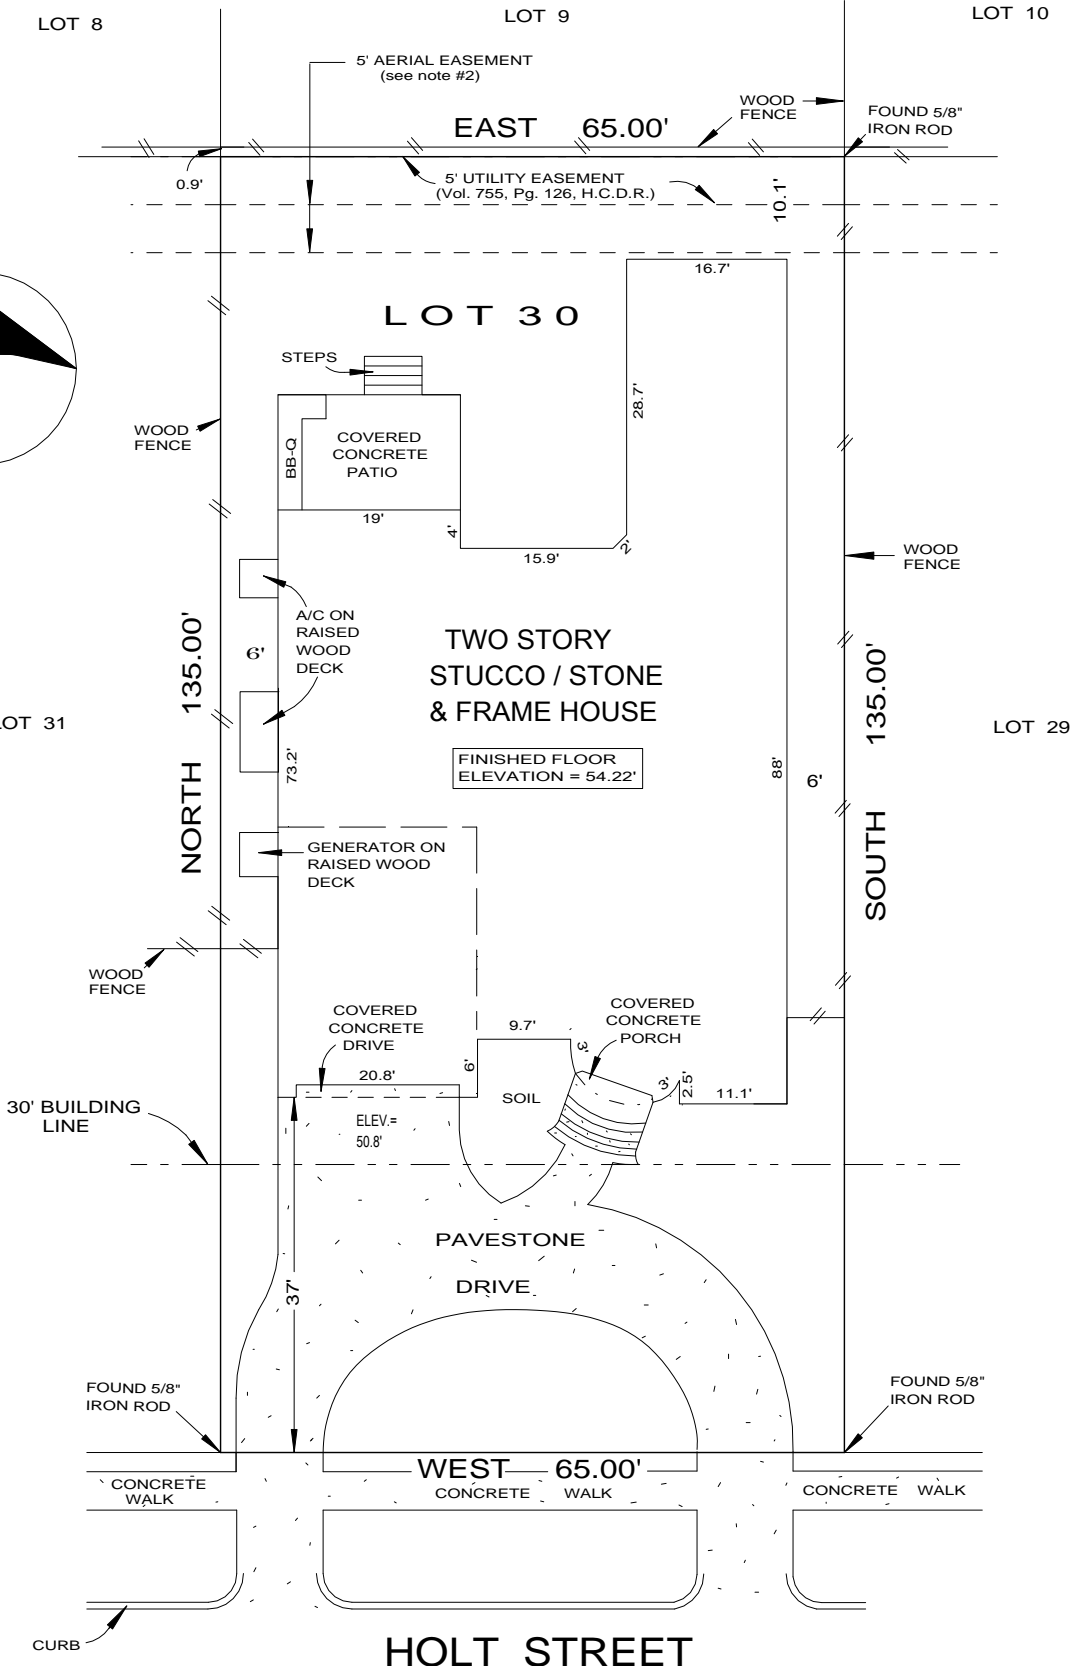 LOT 8
LOT 9
LOT 10
5' AERIAL EASEMENT
(see note #2)
WOOD
FENCE
FOUND 5/8"
IRON ROD
EAST 65.00'
0.9'
5' UTILITY EASEMENT
(Vol. 755, Pg. 126, H.C.D.R.)
10.1'
16.7'
LOT 30
STEPS
28.7'
WOOD
FENCE
BB-Q
COVERED
CONCRETE
PATIO
19'
4'
15.9'
2'
WOOD
FENCE
A/C ON
RAISED
WOOD
DECK
6'
NORTH 135.00'
TWO STORY
STUCCO / STONE
& FRAME HOUSE
SOUTH 135.00'
LOT 31
LOT 29
FINISHED FLOOR
ELEVATION = 54.22'
73.2'
88'
6'
GENERATOR ON
RAISED WOOD
DECK
WOOD
FENCE
COVERED
CONCRETE
DRIVE
COVERED
CONCRETE
PORCH
9.7'
3'
6'
20.8'
3'
2.5'
11.1'
SOIL
30' BUILDING
LINE
ELEV.=
50.8'
PAVESTONE
DRIVE
37'
FOUND 5/8"
IRON ROD
FOUND 5/8"
IRON ROD
WEST 65.00'
CONCRETE
WALK
CONCRETE WALK
CONCRETE WALK
CURB
HOLT STREET